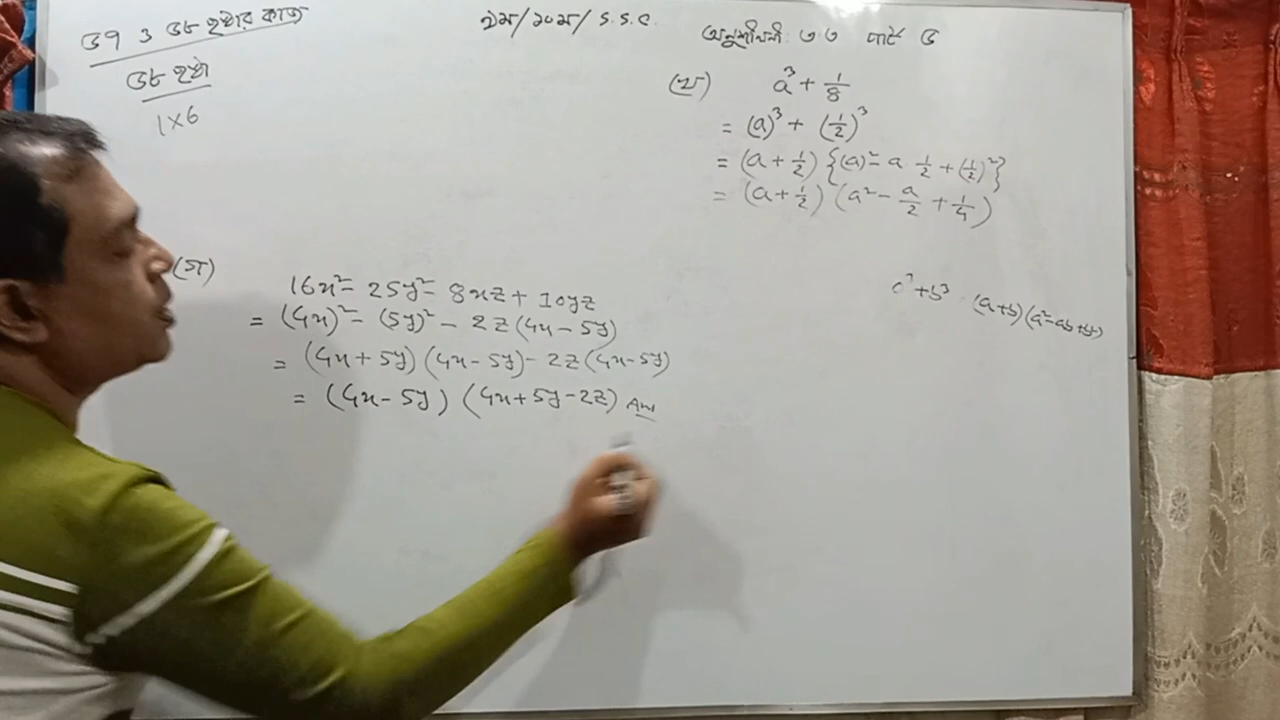 ৬৭ ও ৬৮ পৃষ্ঠার কাজ
৬৮ পৃষ্ঠা
1×6
৯ম/১০ম/ S.S.C.
অনুশীলনী: ৩.৩ পার্ট ৬
(খ) a³ + 1/8
= (a)³ + (1/2)³
= (a + 1/2) {(a)² - a 1/2 + (1/2)²}
= (a + 1/2) (a² - a/2 + 1/4)
a³ + b³ (a+b)(a²-ab+b²)
(গ) 16x² - 25y² - 8xz + 10yz
= (4x)² - (5y)² - 2z(4x - 5y)
= (4x + 5y)(4x - 5y) - 2z(4x - 5y)
= (4x - 5y) (4x + 5y - 2z) Ans